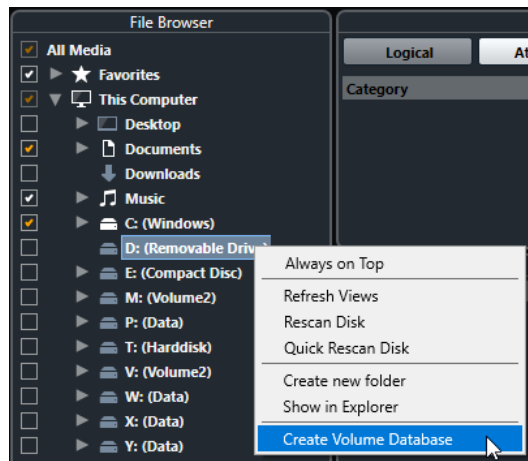 File Browser
All Media
Favorites
This Computer
Desktop
Documents
Downloads
Music
C: (Windows)
D: (Removable Drive)
E: (Compact Disc)
M: (Volume2)
P: (Data)
T: (Harddisk)
V: (Volume2)
W: (Data)
X: (Data)
Y: (Data)
Logical
Category
Always on Top
Refresh Views
Rescan Disk
Quick Rescan Disk
Create new folder
Show in Explorer
Create Volume Database